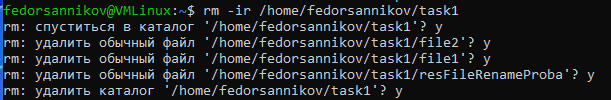 fedorsannikov@VMLinux:~$ rm -ir /home/fedorsannikov/task1
rm: спуститься в каталог '/home/fedorsannikov/task1'? y
rm: удалить обычный файл '/home/fedorsannikov/task1/file2'? y
rm: удалить обычный файл '/home/fedorsannikov/task1/file1'? y
rm: удалить обычный файл '/home/fedorsannikov/task1/resFileRenameProba'? y
rm: удалить каталог '/home/fedorsannikov/task1'? y